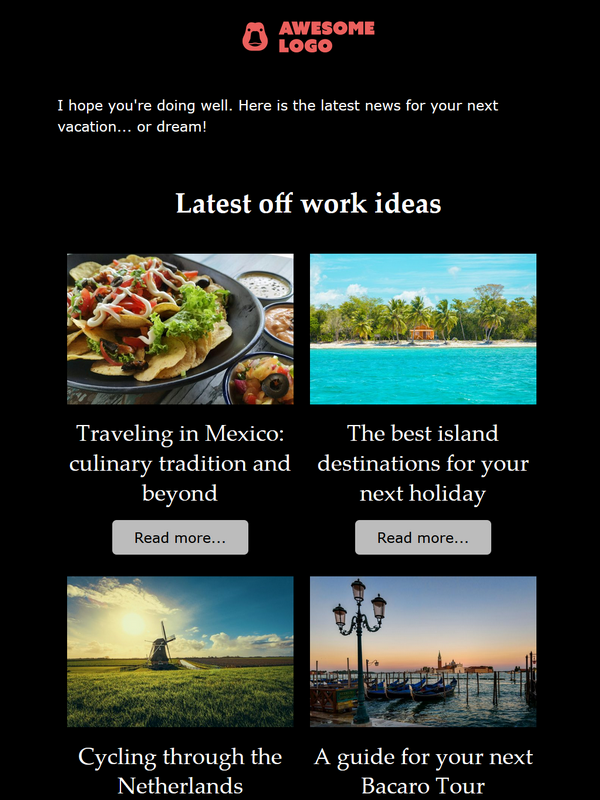 AWESOME
LOGO
I hope you're doing well. Here is the latest news for your next
vacation... or dream!
Latest off work ideas
Traveling in Mexico:
culinary tradition and
beyond
Read more...
The best island
destinations for your
next holiday
Read more...
Cycling through the
Netherlands
A guide for your next
Bacaro Tour